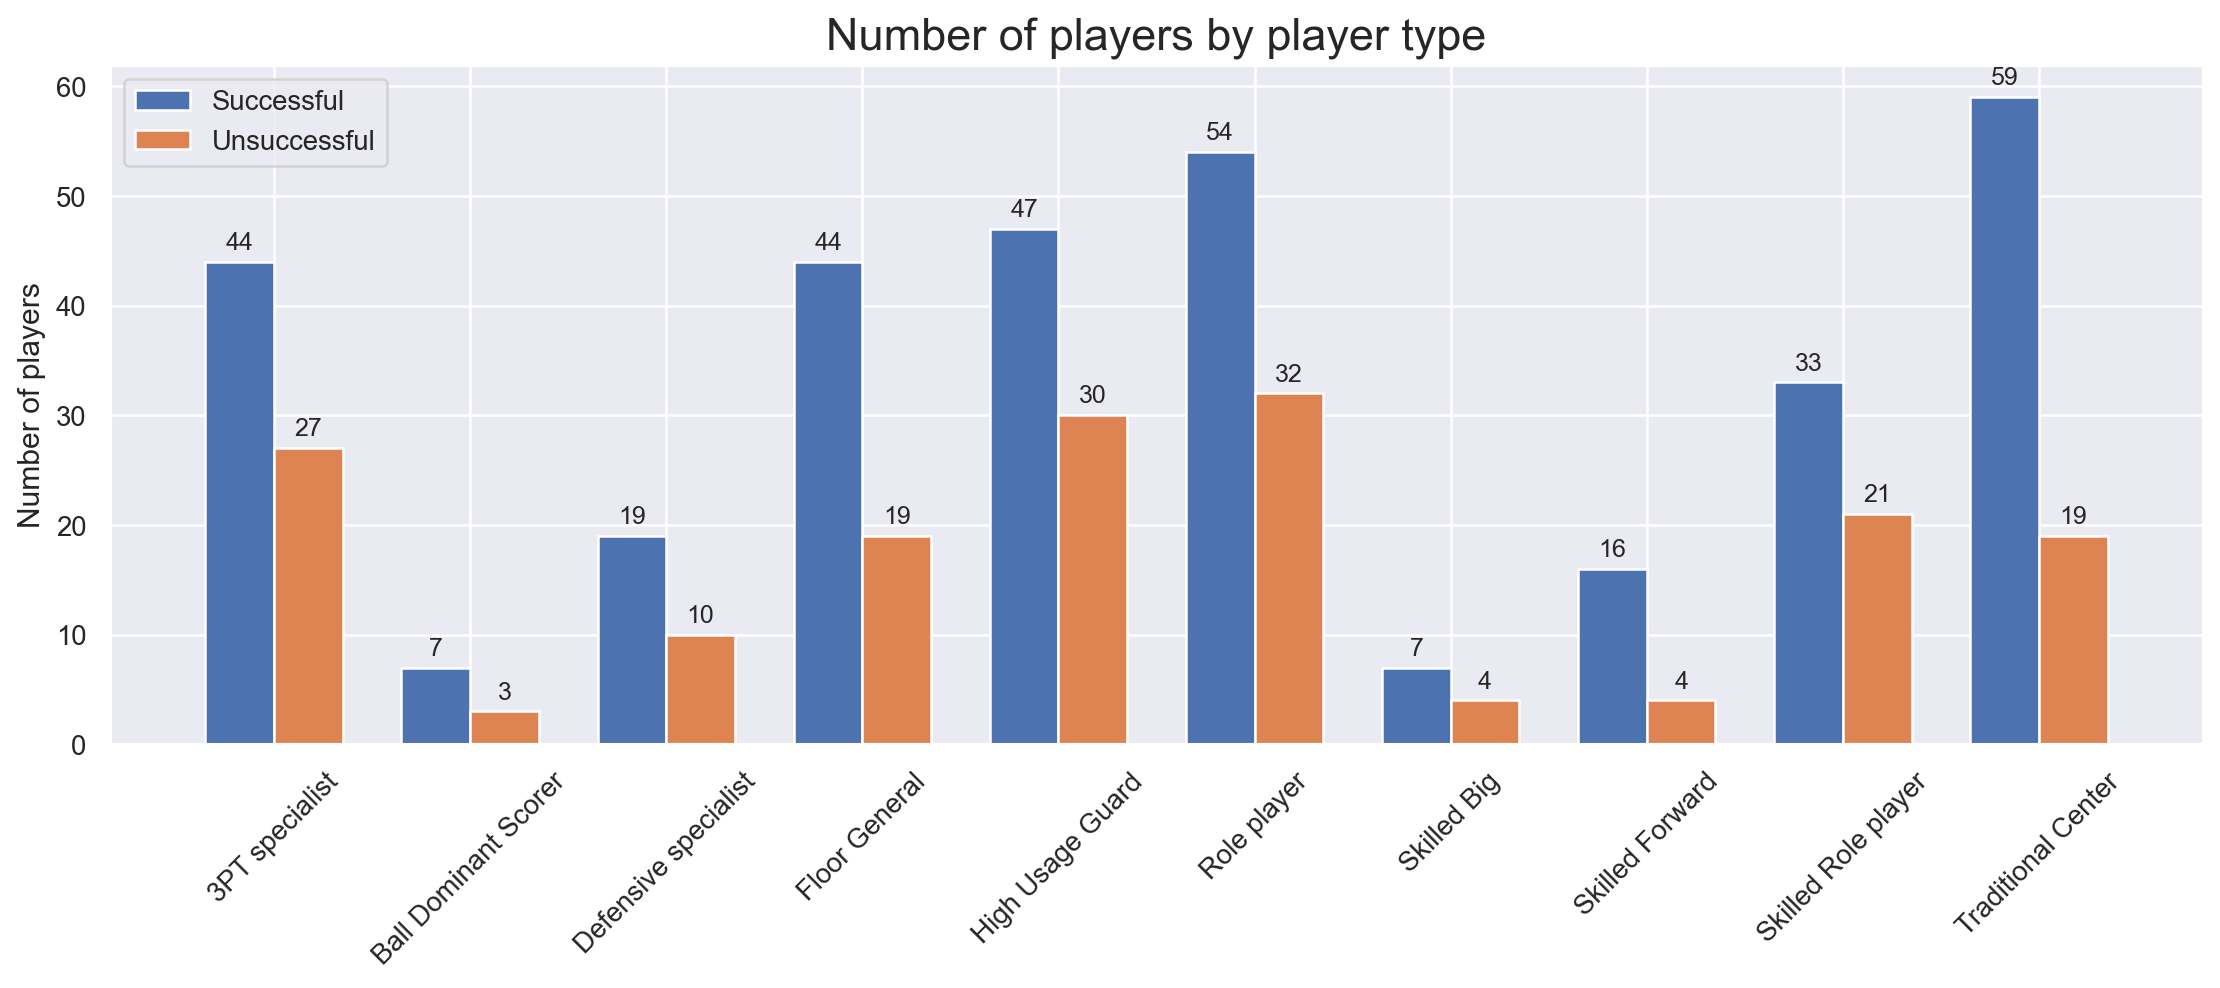 Number of players by player type
Successful
Unsuccessful
Number of players
60
50
40
30
20
10
0
44
27
7
3
19
10
44
19
47
30
54
32
7
4
16
4
33
21
59
19
3PT specialist
Ball Dominant Scorer
Defensive specialist
Floor General
High Usage Guard
Role player
Skilled Big
Skilled Forward
Skilled Role player
Traditional Center